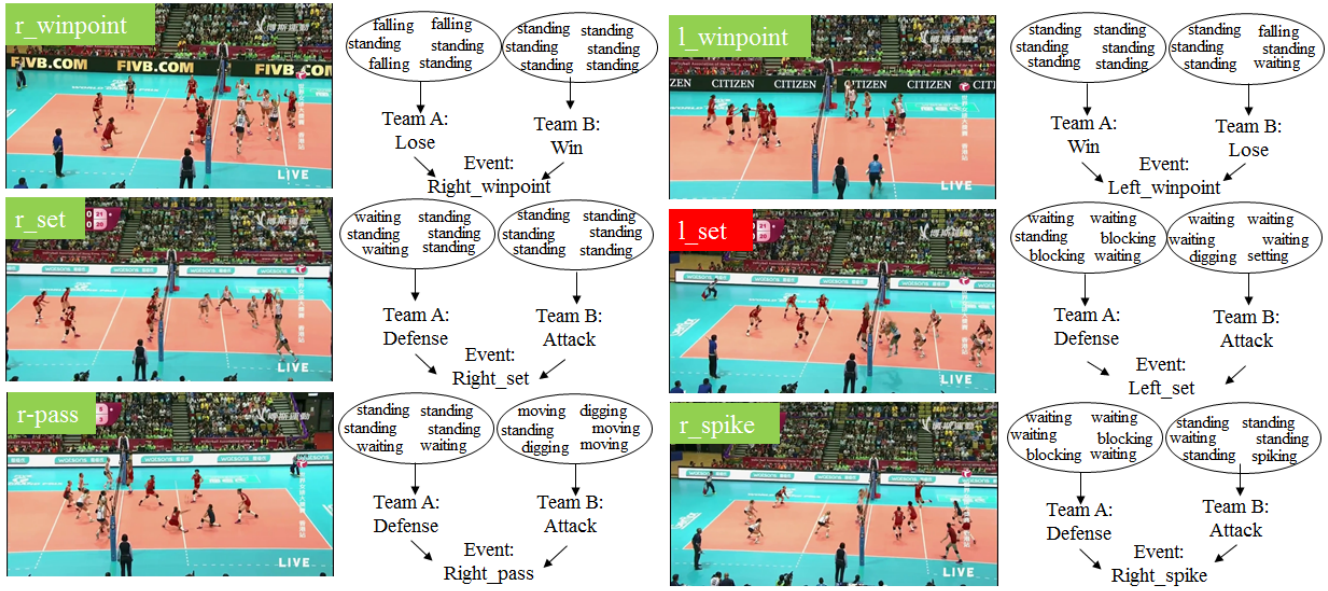 r_winpoint
FIVB.COM FIVB.COM FIVB
LIVE
falling falling
standing standing
falling standing
standing standing
standing standing
standing standing
Team A:
Lose
Team B:
Win
Event:
Right_winpoint
l_winpoint
CITIZEN CITIZEN CITIZEN CITI
LIVE
standing standing
standing standing
standing standing
standing falling
standing standing
standing waiting
Team A:
Win
Team B:
Lose
Event:
Left_winpoint
r_set
LIVE
waiting standing
standing standing
waiting standing
standing standing
standing standing
standing standing
Team A:
Defense
Team B:
Attack
Event:
Right_set
l_set
LIVE
waiting waiting
standing blocking
blocking waiting
waiting waiting
waiting waiting
digging setting
Team A:
Defense
Team B:
Attack
Event:
Left_set
r-pass
LIVE
standing standing
standing standing
waiting waiting
moving digging
standing moving
digging moving
Team A:
Defense
Team B:
Attack
Event:
Right_pass
r_spike
LIVE
waiting waiting
waiting blocking
blocking waiting
standing standing
waiting standing
standing spiking
Team A:
Defense
Team B:
Attack
Event:
Right_spike